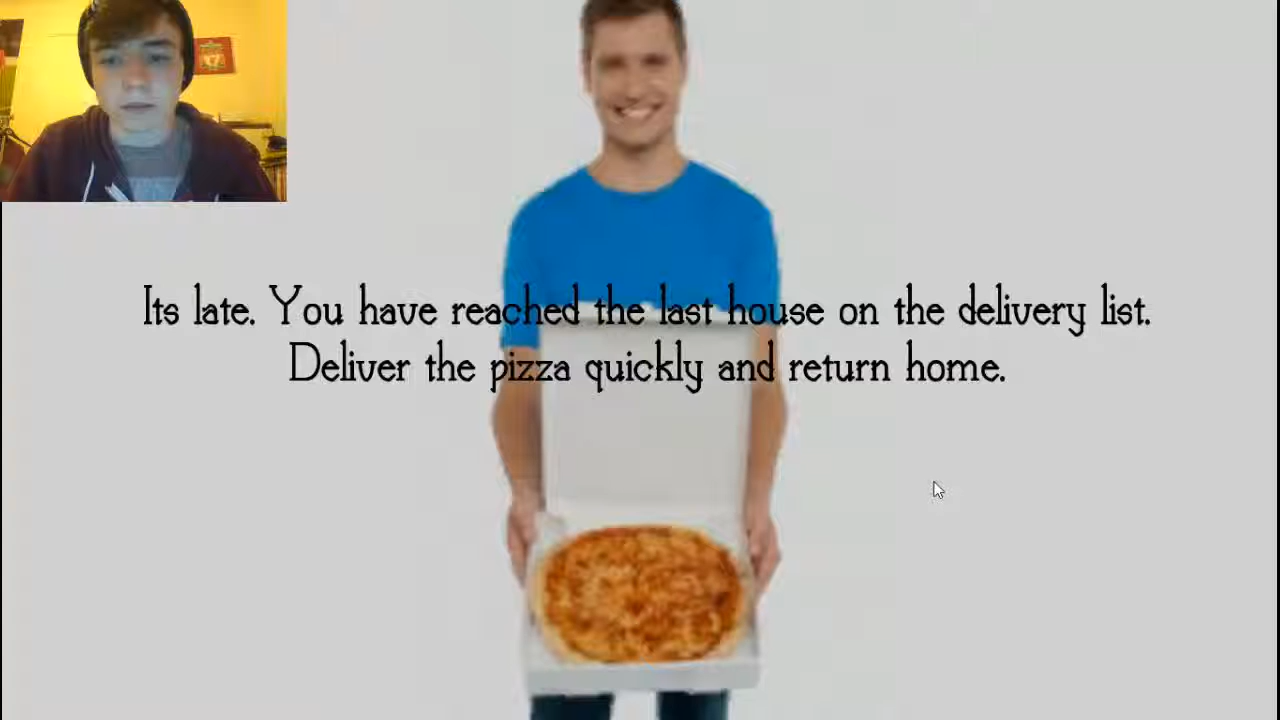 Its late. You have reached the last house on the delivery list.
Deliver the pizza quickly and return home.